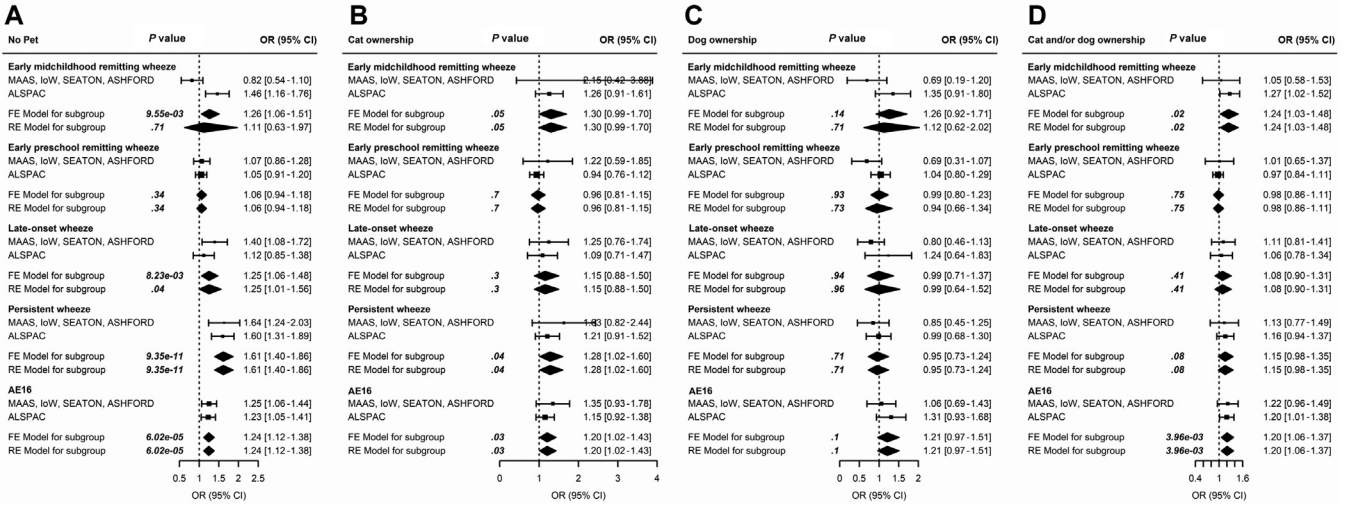 A
No Pet P value OR (95% CI)
Early midchildhood remitting wheeze
MAAS, IoW, SEATON, ASHFORD 0.82 [0.54 -1.10]
ALSPAC 1.46 [1.16 -1.76]
FE Model for subgroup 9.55e-03 1.26 [1.06 -1.51]
RE Model for subgroup .71 1.11 [0.63 -1.97]
Early preschool remitting wheeze
MAAS, IoW, SEATON, ASHFORD 1.07 [0.86 -1.28]
ALSPAC 1.05 [0.91 -1.20]
FE Model for subgroup .34 1.06 [0.94 -1.18]
RE Model for subgroup .34 1.06 [0.94 -1.18]
Late-onset wheeze
MAAS, IoW, SEATON, ASHFORD 1.40 [1.08 -1.72]
ALSPAC 1.12 [0.85 -1.38]
FE Model for subgroup 8.23e-03 1.25 [1.06 -1.48]
RE Model for subgroup .04 1.25 [1.01 -1.56]
Persistent wheeze
MAAS, IoW, SEATON, ASHFORD 1.64 [1.24 -2.03]
ALSPAC 1.60 [1.31 -1.89]
FE Model for subgroup 9.35e-11 1.61 [1.40 -1.86]
RE Model for subgroup 9.35e-11 1.61 [1.40 -1.86]
AE16
MAAS, IoW, SEATON, ASHFORD 1.25 [1.06 -1.44]
ALSPAC 1.23 [1.05 -1.41]
FE Model for subgroup 6.02e-05 1.24 [1.12 -1.38]
RE Model for subgroup 6.02e-05 1.24 [1.12 -1.38]
0.5 1 1.5 2 2.5
OR (95% CI)
B
Cat ownership P value OR (95% CI)
Early midchildhood remitting wheeze
MAAS, IoW, SEATON, ASHFORD 2.15 [0.42 -3.88]
ALSPAC 1.26 [0.91 -1.61]
FE Model for subgroup .05 1.30 [0.99 -1.70]
RE Model for subgroup .05 1.30 [0.99 -1.70]
Early preschool remitting wheeze
MAAS, IoW, SEATON, ASHFORD 1.22 [0.59 -1.85]
ALSPAC 0.94 [0.76 -1.12]
FE Model for subgroup .7 0.96 [0.81 -1.15]
RE Model for subgroup .7 0.96 [0.81 -1.15]
Late-onset wheeze
MAAS, IoW, SEATON, ASHFORD 1.25 [0.76 -1.74]
ALSPAC 1.09 [0.71 -1.47]
FE Model for subgroup .3 1.15 [0.88 -1.50]
RE Model for subgroup .3 1.15 [0.88 -1.50]
Persistent wheeze
MAAS, IoW, SEATON, ASHFORD 1.63 [0.82 -2.44]
ALSPAC 1.21 [0.91 -1.52]
FE Model for subgroup .04 1.28 [1.02 -1.60]
RE Model for subgroup .04 1.28 [1.02 -1.60]
AE16
MAAS, IoW, SEATON, ASHFORD 1.35 [0.93 -1.78]
ALSPAC 1.15 [0.92 -1.38]
FE Model for subgroup .03 1.20 [1.02 -1.43]
RE Model for subgroup .03 1.20 [1.02 -1.43]
0 1 2 3 4
OR (95% CI)
C
Dog ownership P value OR (95% CI)
Early midchildhood remitting wheeze
MAAS, IoW, SEATON, ASHFORD 0.69 [0.19 -1.20]
ALSPAC 1.35 [0.91 -1.80]
FE Model for subgroup .14 1.26 [0.92 -1.71]
RE Model for subgroup .71 1.12 [0.62 -2.02]
Early preschool remitting wheeze
MAAS, IoW, SEATON, ASHFORD 0.69 [0.31 -1.07]
ALSPAC 1.04 [0.80 -1.29]
FE Model for subgroup .93 0.99 [0.80 -1.23]
RE Model for subgroup .73 0.94 [0.66 -1.34]
Late-onset wheeze
MAAS, IoW, SEATON, ASHFORD 0.80 [0.46 -1.13]
ALSPAC 1.24 [0.64 -1.83]
FE Model for subgroup .94 0.99 [0.71 -1.37]
RE Model for subgroup .96 0.99 [0.64 -1.52]
Persistent wheeze
MAAS, IoW, SEATON, ASHFORD 0.85 [0.45 -1.25]
ALSPAC 0.99 [0.68 -1.30]
FE Model for subgroup .71 0.95 [0.73 -1.24]
RE Model for subgroup .71 0.95 [0.73 -1.24]
AE16
MAAS, IoW, SEATON, ASHFORD 1.06 [0.69 -1.43]
ALSPAC 1.31 [0.93 -1.68]
FE Model for subgroup .1 1.21 [0.97 -1.51]
RE Model for subgroup .1 1.21 [0.97 -1.51]
0 0.5 1 1.5 2
OR (95% CI)
D
Cat and/or dog ownership P value OR (95% CI)
Early midchildhood remitting wheeze
MAAS, IoW, SEATON, ASHFORD 1.05 [0.58 -1.53]
ALSPAC 1.27 [1.02 -1.52]
FE Model for subgroup .02 1.24 [1.03 -1.48]
RE Model for subgroup .02 1.24 [1.03 -1.48]
Early preschool remitting wheeze
MAAS, IoW, SEATON, ASHFORD 1.01 [0.65 -1.37]
ALSPAC 0.97 [0.84 -1.11]
FE Model for subgroup .75 0.98 [0.86 -1.11]
RE Model for subgroup .75 0.98 [0.86 -1.11]
Late-onset wheeze
MAAS, IoW, SEATON, ASHFORD 1.11 [0.81 -1.41]
ALSPAC 1.06 [0.78 -1.34]
FE Model for subgroup .41 1.08 [0.90 -1.31]
RE Model for subgroup .41 1.08 [0.90 -1.31]
Persistent wheeze
MAAS, IoW, SEATON, ASHFORD 1.13 [0.77 -1.49]
ALSPAC 1.16 [0.94 -1.37]
FE Model for subgroup .08 1.15 [0.98 -1.35]
RE Model for subgroup .08 1.15 [0.98 -1.35]
AE16
MAAS, IoW, SEATON, ASHFORD 1.22 [0.96 -1.49]
ALSPAC 1.20 [1.01 -1.38]
FE Model for subgroup 3.96e-03 1.20 [1.06 -1.37]
RE Model for subgroup 3.96e-03 1.20 [1.06 -1.37]
0.4 1 1.6
OR (95% CI)